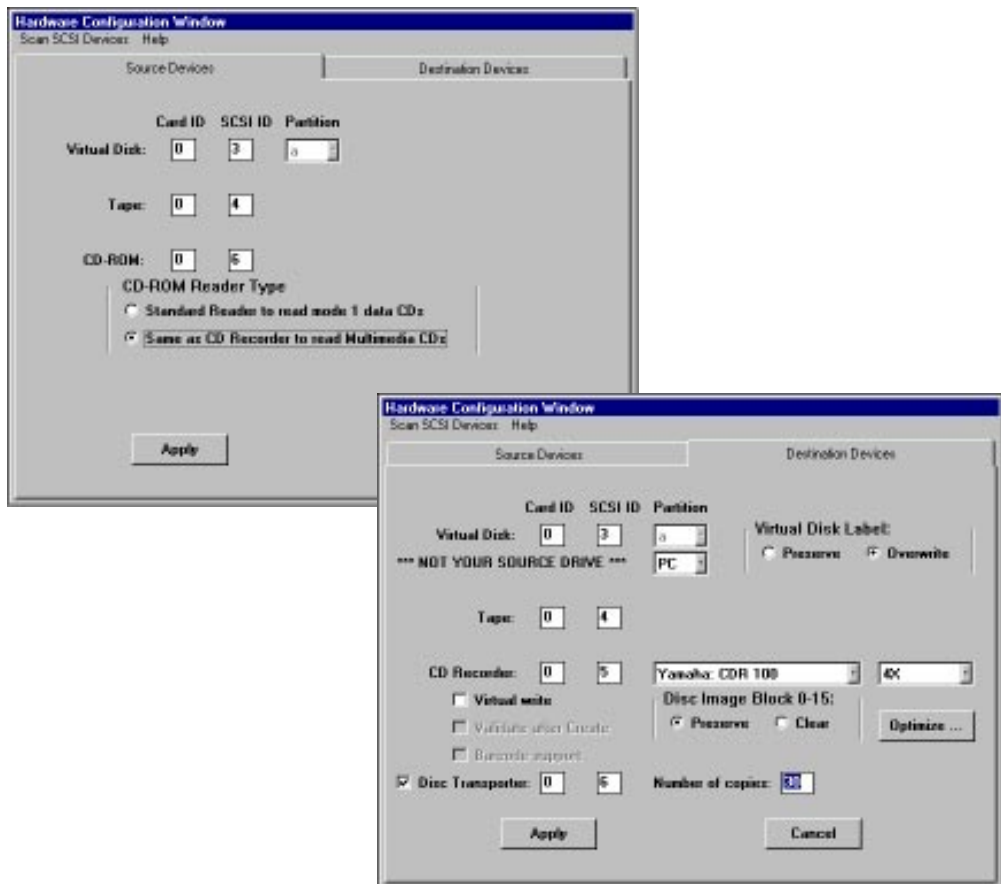 Hardware Configuration Window
Scan SCSI Devices Help
Source Devices Destination Devices
Card ID SCSI ID Partition
Virtual Disk: 0 3 a
Tape: 0 4
CD-ROM: 0 6
CD-ROM Reader Type
Standard Reader to read mode 1 data CDs
Same as CD Recorder to read Multimedia CDs
Apply
Hardware Configuration Window
Scan SCSI Devices Help
Source Devices Destination Devices
Card ID SCSI ID Partition
Virtual Disk: 0 3 a
Virtual Disk Label:
Preserve Overwrite
*** NOT YOUR SOURCE DRIVE *** PC
Tape: 0 4
CD Recorder: 0 5 Yamaha: CDR 100 4X
Virtual write
Disc Image Block 0-15:
Preserve Clear
Optimize ...
Validate after Create
Barcode support
Disc Transporter: 0 6 Number of copies:
Apply Cancel